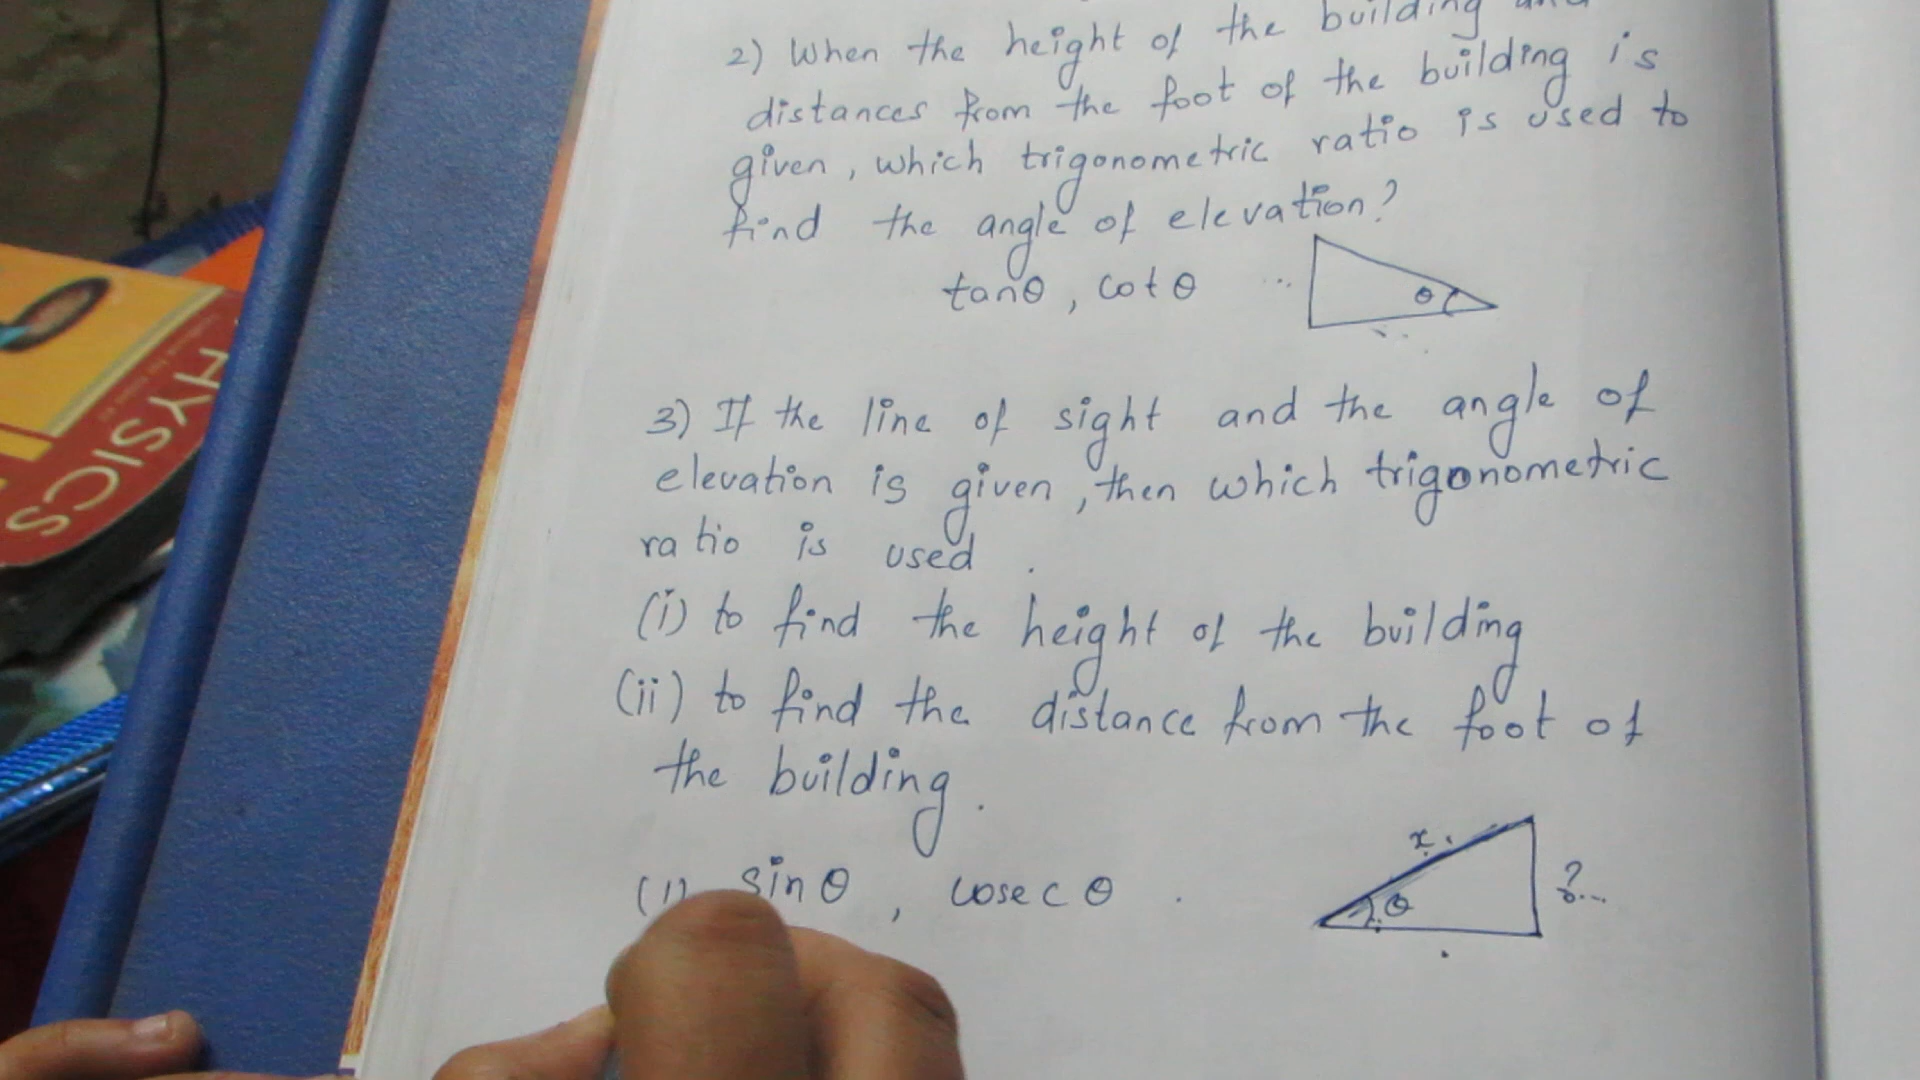 2) When the height of the building and
distances from the foot of the building is
given, which trigonometric ratio is used to
find the angle of elevation?
tanθ, cotθ
θ
3) If the line of sight and the angle of
elevation is given, then which trigonometric
ratio is used.
(i) to find the height of the building
(ii) to find the distance from the foot of
the building.
x
(i) sinθ, cosecθ.
θ
?
HYSICS